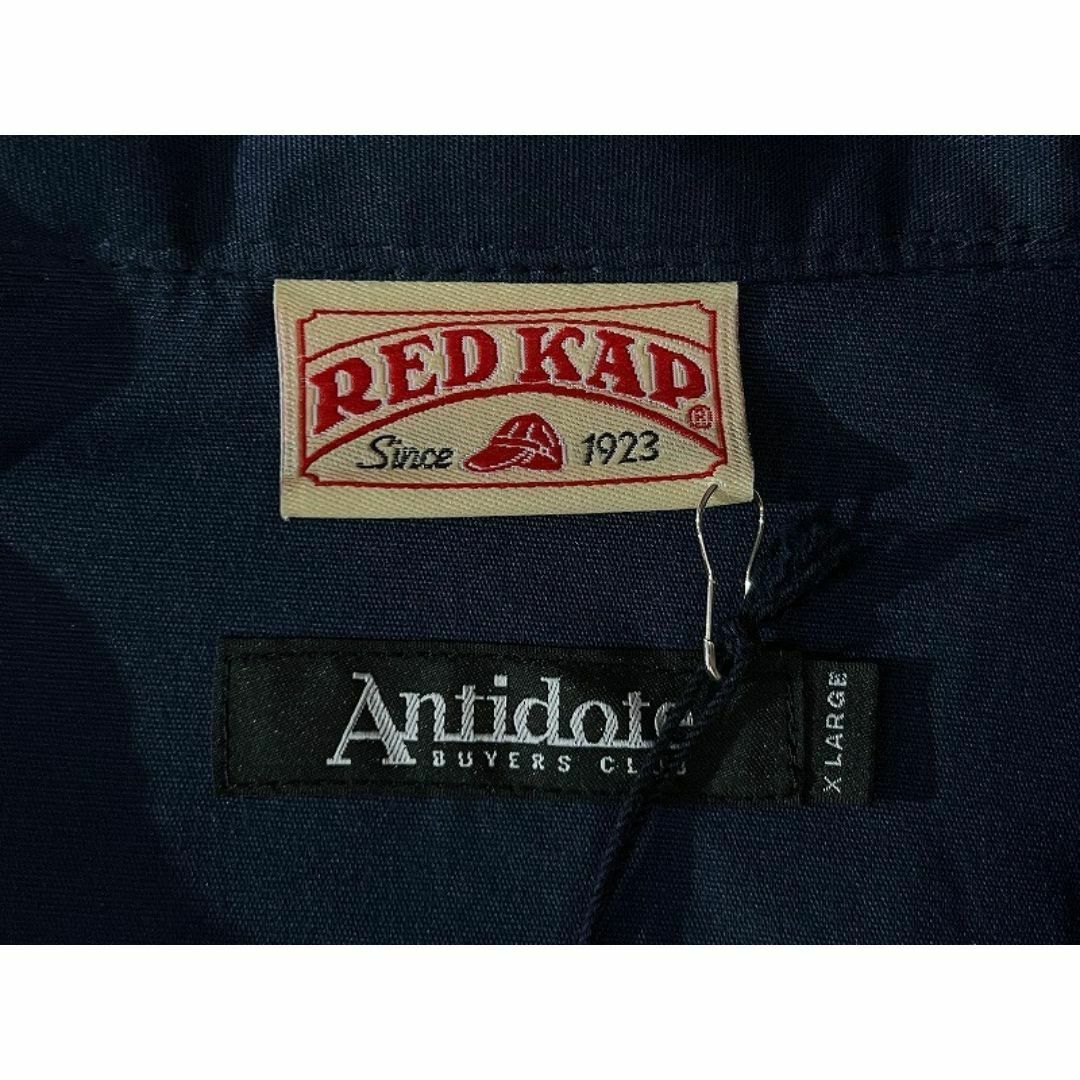 RED KAP®
Since 1923
Antidote
BUYERS CLUB
X LARGE